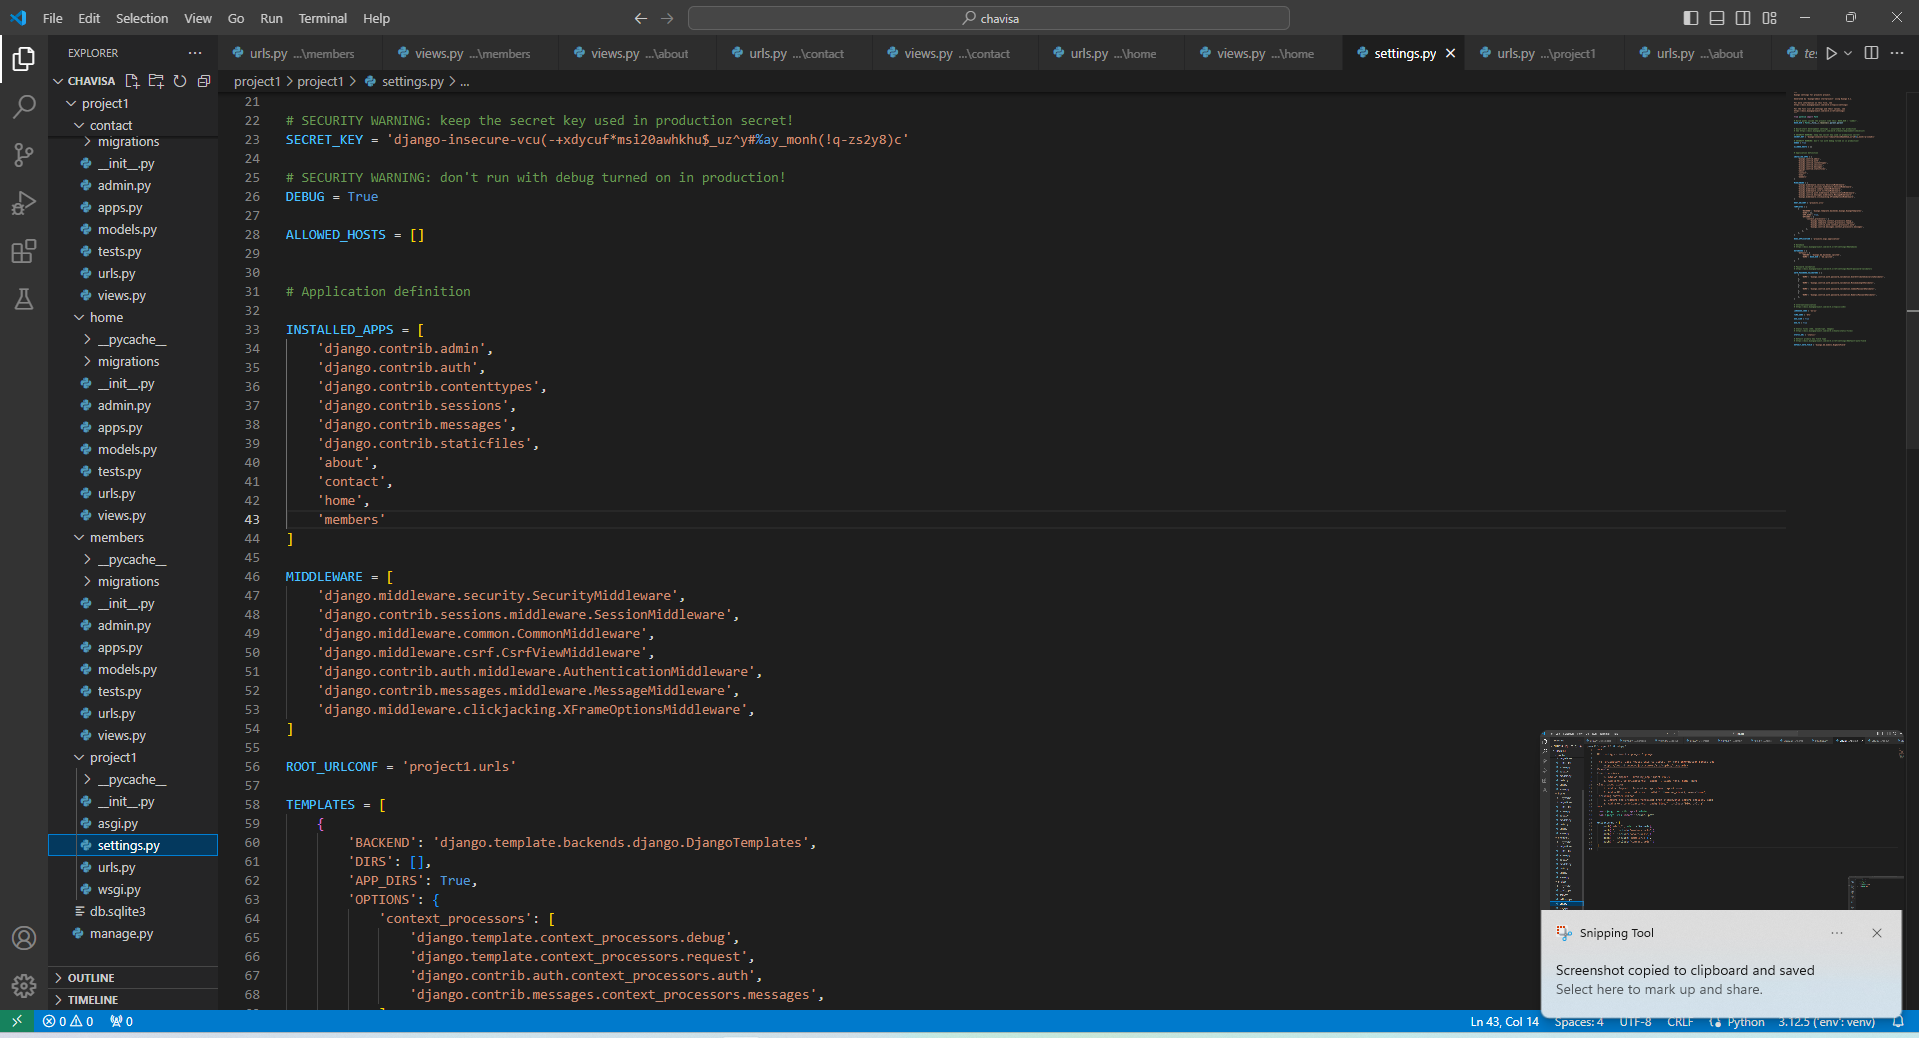 File Edit Selection View Go Run Terminal Help
chavisa
EXPLORER
urls.py ...\members
views.py ...\members
views.py ...\about
urls.py ...\contact
views.py ...\contact
urls.py ...\home
views.py ...\home
settings.py
urls.py ...\project1
urls.py ...\about
project1 > project1 > settings.py > ...
CHAVISA
project1
contact
migrations
__init__.py
admin.py
apps.py
models.py
tests.py
urls.py
views.py
home
__pycache__
migrations
__init__.py
admin.py
apps.py
models.py
tests.py
urls.py
views.py
members
__pycache__
migrations
__init__.py
admin.py
apps.py
models.py
tests.py
urls.py
views.py
project1
__pycache__
__init__.py
asgi.py
settings.py
urls.py
wsgi.py
db.sqlite3
manage.py
OUTLINE
TIMELINE
21
22 # SECURITY WARNING: keep the secret key used in production secret!
23 SECRET_KEY = 'django-insecure-vcu(-+xdycuf*msi20awhkhu$_uz^y#%ay_monh(!q-zs2y8)c'
24
25 # SECURITY WARNING: don't run with debug turned on in production!
26 DEBUG = True
27
28 ALLOWED_HOSTS = []
29
30
31 # Application definition
32
33 INSTALLED_APPS = [
34 'django.contrib.admin',
35 'django.contrib.auth',
36 'django.contrib.contenttypes',
37 'django.contrib.sessions',
38 'django.contrib.messages',
39 'django.contrib.staticfiles',
40 'about',
41 'contact',
42 'home',
43 'members'
44 ]
45
46 MIDDLEWARE = [
47 'django.middleware.security.SecurityMiddleware',
48 'django.contrib.sessions.middleware.SessionMiddleware',
49 'django.middleware.common.CommonMiddleware',
50 'django.middleware.csrf.CsrfViewMiddleware',
51 'django.contrib.auth.middleware.AuthenticationMiddleware',
52 'django.contrib.messages.middleware.MessageMiddleware',
53 'django.middleware.clickjacking.XFrameOptionsMiddleware',
54 ]
55
56 ROOT_URLCONF = 'project1.urls'
57
58 TEMPLATES = [
59 {
60 'BACKEND': 'django.template.backends.django.DjangoTemplates',
61 'DIRS': [],
62 'APP_DIRS': True,
63 'OPTIONS': {
64 'context_processors': [
65 'django.template.context_processors.debug',
66 'django.template.context_processors.request',
67 'django.contrib.auth.context_processors.auth',
68 'django.contrib.messages.context_processors.messages',
Snipping Tool
Screenshot copied to clipboard and saved
Select here to mark up and share.
0 0 0
Ln 43, Col 14 Spaces: 4 UTF-8 CRLF Python 3.12.5 ('env': venv)